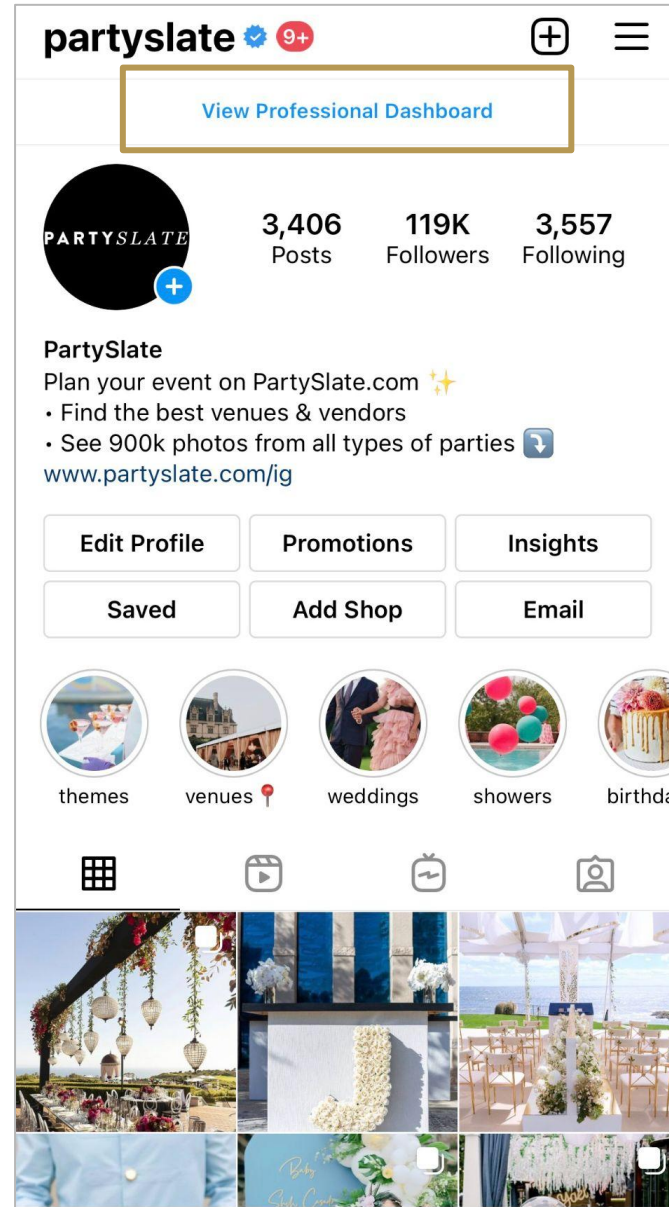 partyslate 9+
View Professional Dashboard
PARTYSLATE
3,406 119K 3,557
Posts Followers Following
PartySlate
Plan your event on PartySlate.com ✨
• Find the best venues & vendors
• See 900k photos from all types of parties ⤵️
www.partyslate.com/ig
Edit Profile Promotions Insights
Saved Add Shop Email
themes venues📍 weddings showers birthda
J
Baby